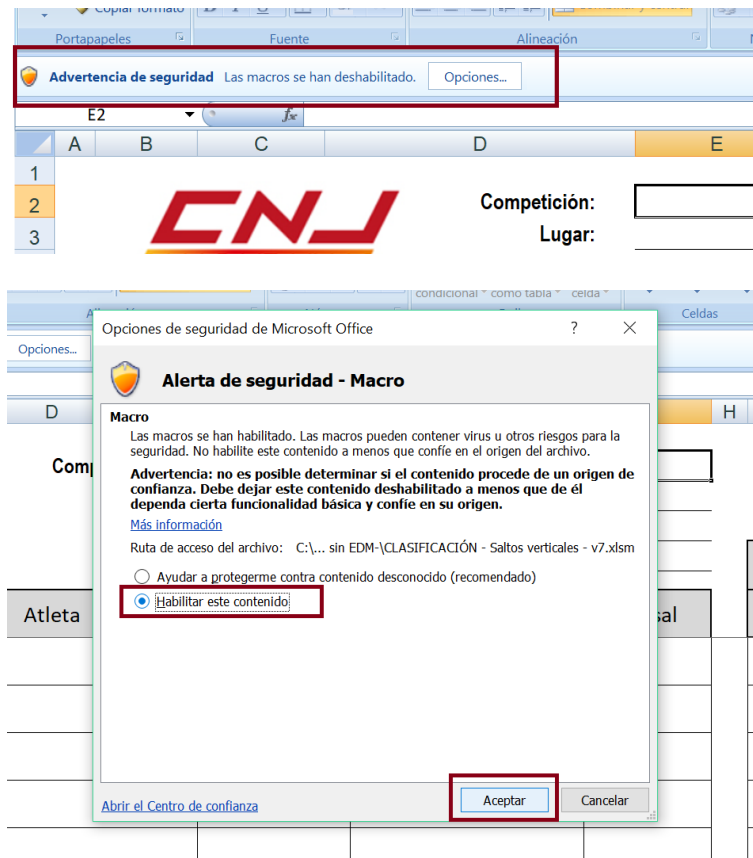 Copiar formato
Portapapeles Fuente Alineación
Advertencia de seguridad Las macros se han deshabilitado. Opciones...
E2 fx
A B C D E
1
2 Competición:
3 Lugar:
CNJ
condicional como tabla celda
Celdas
Opciones de seguridad de Microsoft Office ? X
Opciones...
Alerta de seguridad - Macro
D H
Macro
Las macros se han habilitado. Las macros pueden contener virus u otros riesgos para la
seguridad. No habilite este contenido a menos que confíe en el origen del archivo.
Advertencia: no es posible determinar si el contenido procede de un origen de
confianza. Debe dejar este contenido deshabilitado a menos que de él
dependa cierta funcionalidad básica y confíe en su origen.
Más información
Ruta de acceso del archivo: C:\... sin EDM-\CLASIFICACIÓN - Saltos verticales - v7.xlsm
Ayudar a protegerme contra contenido desconocido (recomendado)
Habilitar este contenido
Atleta
Abrir el Centro de confianza Aceptar Cancelar